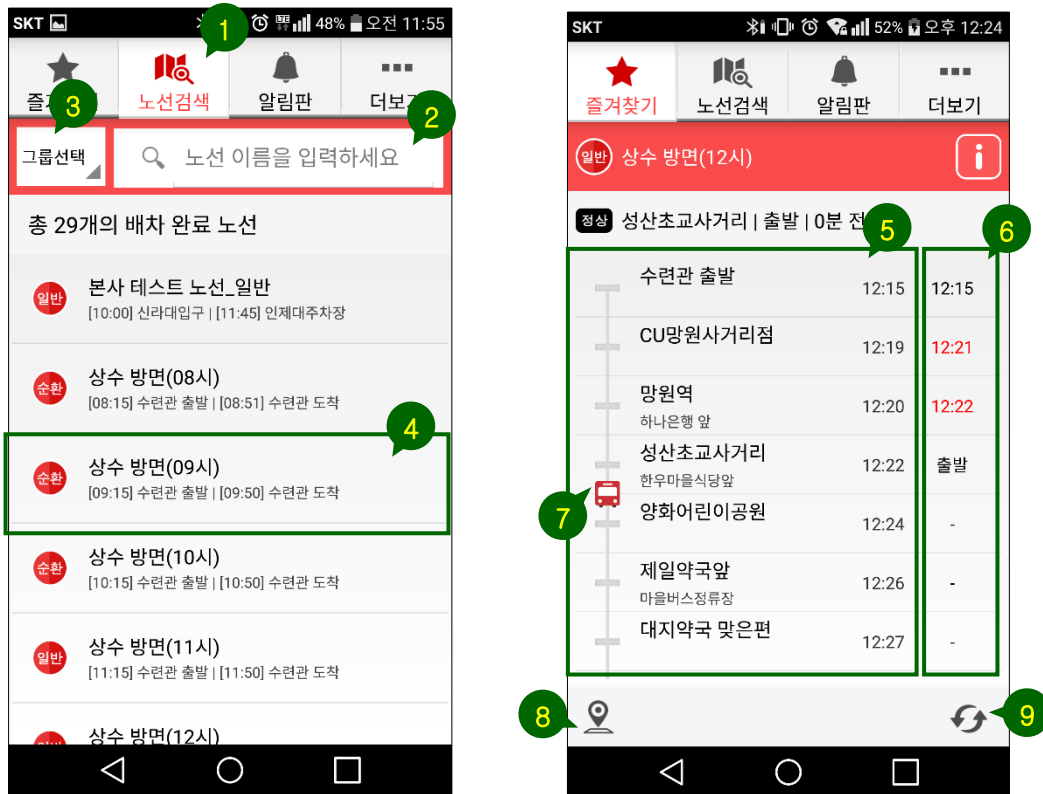 SKT 48% 오전 11:55
1
즐
노선검색
알림판
더보
3
2
그룹선택
노선 이름을 입력하세요
총 29개의 배차 완료 노선
일반
본사 테스트 노선_일반
[10:00] 신라대입구 | [11:45] 인제대주차장
순환
상수 방면(08시)
[08:15] 수련관 출발 | [08:51] 수련관 도착
4
순환
상수 방면(09시)
[09:15] 수련관 출발 | [09:50] 수련관 도착
순환
상수 방면(10시)
[10:15] 수련관 출발 | [10:50] 수련관 도착
일반
상수 방면(11시)
[11:15] 수련관 출발 | [11:50] 수련관 도착
일반
상수 방면(12시)
SKT 52% 오후 12:24
즐겨찾기
노선검색
알림판
더보기
일반 상수 방면(12시) i
정상 성산초교사거리 | 출발 | 0분 전
5
6
수련관 출발 12:15 12:15
CU망원사거리점 12:19 12:21
망원역 12:20 12:22
하나은행 앞
성산초교사거리 12:22 출발
한우마을식당앞
7
양화어린이공원 12:24 -
제일약국앞 12:26 -
마을버스정류장
대지약국 맞은편 12:27 -
8
9